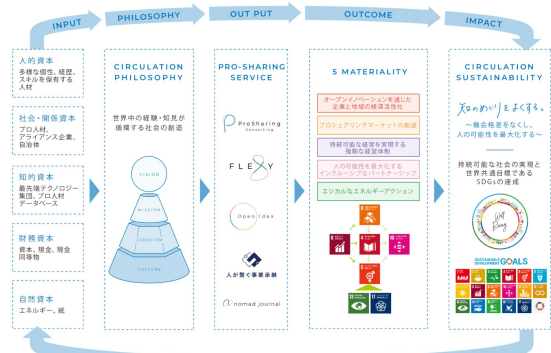 INPUT
PHILOSOPHY
OUT PUT
OUTCOME
IMPACT
人的資本
多様な個性、経歴、
スキルを保有する
人材
社会・関係資本
プロ人材、
アライアンス企業、
自治体
知的資本
最先端テクノロジー
集団、プロ人材
データベース
財務資本
資本、現金、現金
同等物
自然資本
エネルギー、紙
CIRCULATION
PHILOSOPHY
世界中の経験・知見が
循環する社会の創造
VISION
MISSION
CULTURE
PRO-SHARING
SERVICE
ProSharing
Consulting
FLEXY
Open Idea
人が繋ぐ事業承継
nomad journal
5 MATERIALITY
オープンイノベーションを通じた
企業と地域の経済活性化
プロシェアリングマーケットの創造
持続可能な経営を実現する
強靭な経営体制
人の可能性を最大化する
インクルーシブなパートナーシップ
エシカルなエネルギーアクション
CIRCULATION
SUSTAINABILITY
知のめぐりをよくする。
〜機会格差をなくし、
人の可能性を最大化する〜
持続可能な社会の実現と
世界共通目標である
SDGsの達成
Well
Being
SUSTAINABLE
DEVELOPMENT
GOALS